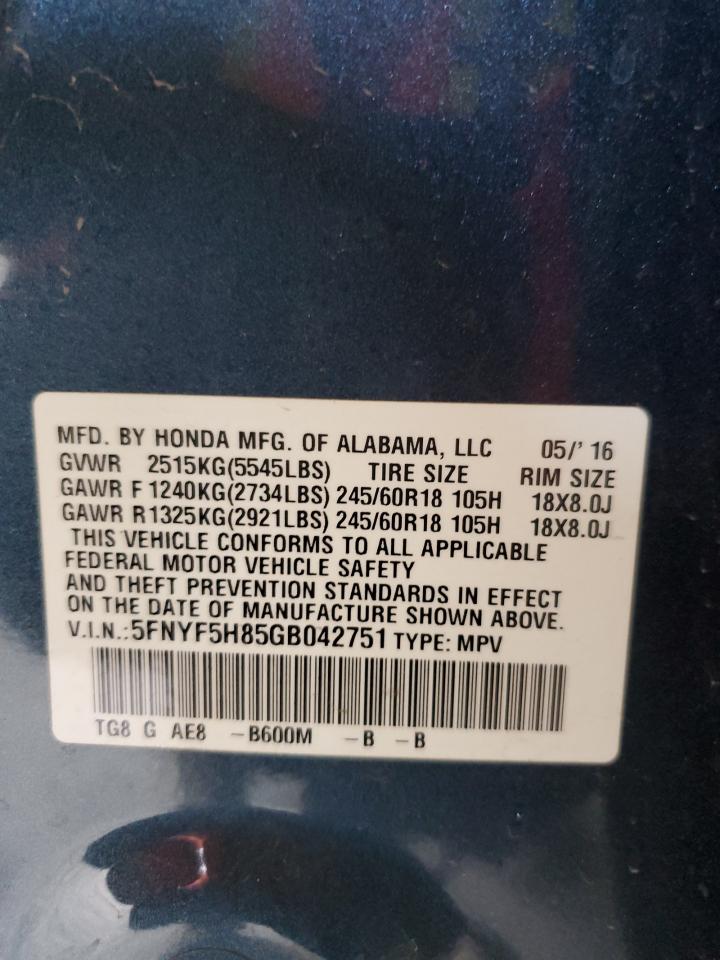 MFD. BY HONDA MFG. OF ALABAMA, LLC 05/' 16
GVWR 2515KG(5545LBS) TIRE SIZE RIM SIZE
GAWR F 1240KG(2734LBS) 245/60R18 105H 18X8.0J
GAWR R1325KG(2921LBS) 245/60R18 105H 18X8.0J
THIS VEHICLE CONFORMS TO ALL APPLICABLE
FEDERAL MOTOR VEHICLE SAFETY
AND THEFT PREVENTION STANDARDS IN EFFECT
ON THE DATE OF MANUFACTURE SHOWN ABOVE.
V.I.N.:5FNYF5H85GB042751 TYPE: MPV
TG8 G AE8 -B600M -B -B